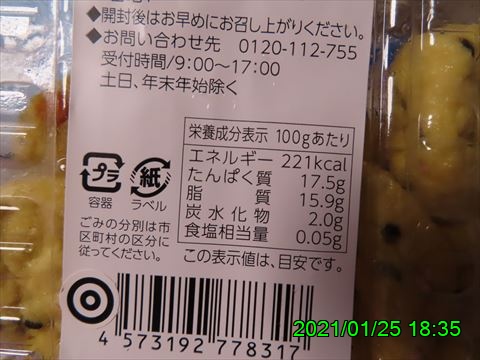 ◆開封後はお早めにお召し上がりください。
◆お問い合わせ先 0120-112-755
受付時間/9:00～17:00
土日、年末年始除く
栄養成分表示 100gあたり
エネルギー 221kcal
たんぱく質 17.5g
脂質 15.9g
炭水化物 2.0g
食塩相当量 0.05g
この表示値は、目安です。
プラ 紙
容器 ラベル
ごみの分別は市
区町村の区分に
従ってください。
4 573192 778317
2021/01/25 18:35